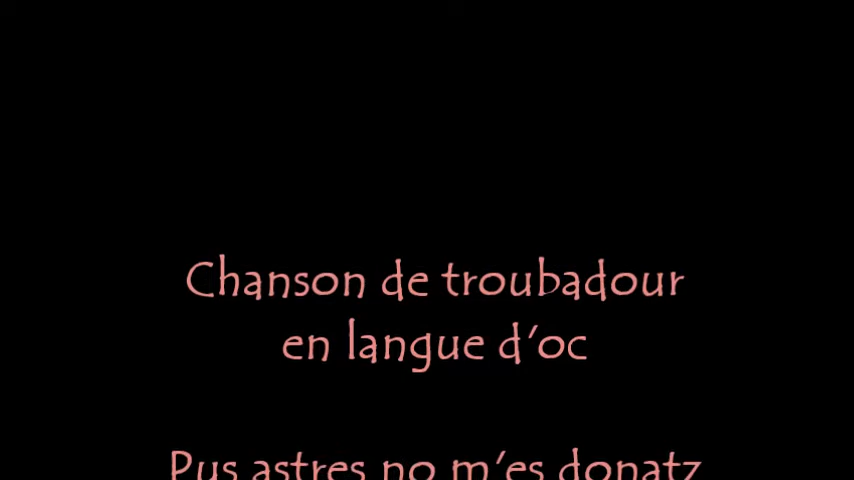 Chanson de troubadour
en langue d'oc
Pus astres no m'es donatz